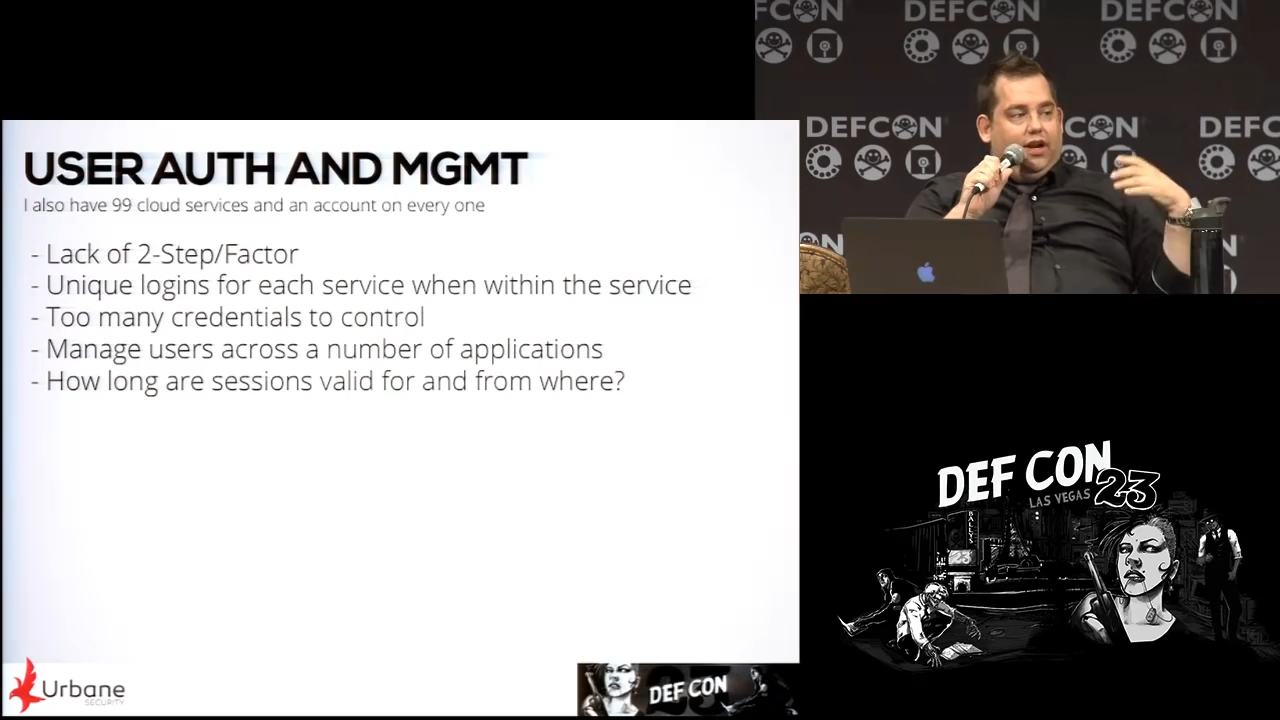 USER AUTH AND MGMT
I also have 99 cloud services and an account on every one
- Lack of 2-Step/Factor
- Unique logins for each service when within the service
- Too many credentials to control
- Manage users across a number of applications
- How long are sessions valid for and from where?
Urbane
SECURITY
DEF CON
DEFCON
DEFCON
DEFCON
DEFCON
DEF CON 23
LAS VEGAS
BALLYS
23